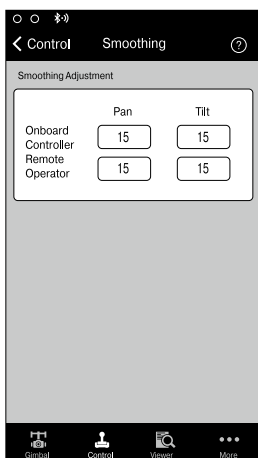 Control Smoothing ?
Smoothing Adjustment
Pan Tilt
Onboard
Controller 15 15
Remote
Operator 15 15
Gimbal Control Viewer More